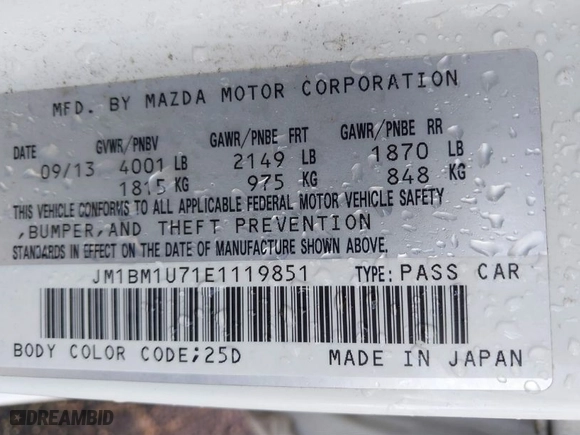 MFD. BY MAZDA MOTOR CORPORATION
DATE GVWR/PNBV GAWR/PNBE FRT GAWR/PNBE RR
09/13 4001 LB 2149 LB 1870 LB
1815 KG 975 KG 848 KG
THIS VEHICLE CONFORMS TO ALL APPLICABLE FEDERAL MOTOR VEHICLE SAFETY
,BUMPER,AND THEFT PREVENTION
STANDARDS IN EFFECT ON THE DATE OF MANUFACTURE SHOWN ABOVE.
JM1BM1U71E1119851 TYPE:PASS CAR
BODY COLOR CODE;25D MADE IN JAPAN
DREAMBID